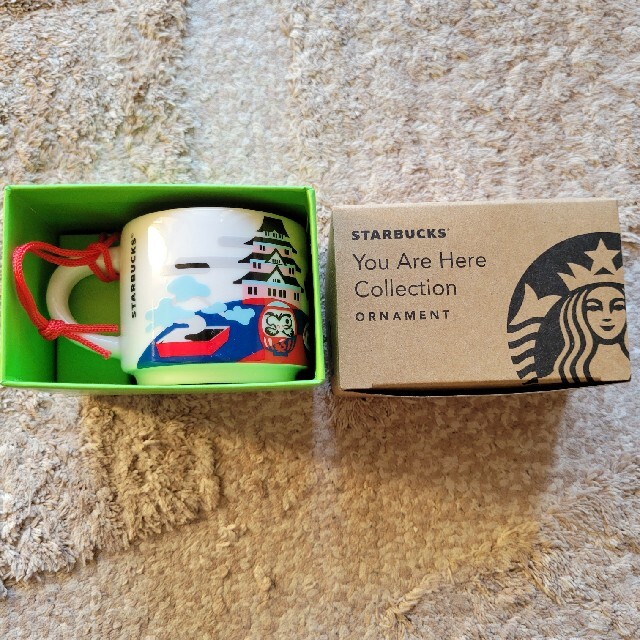 STARBUCKS
STARBUCKS®
You Are Here
Collection
ORNAMENT